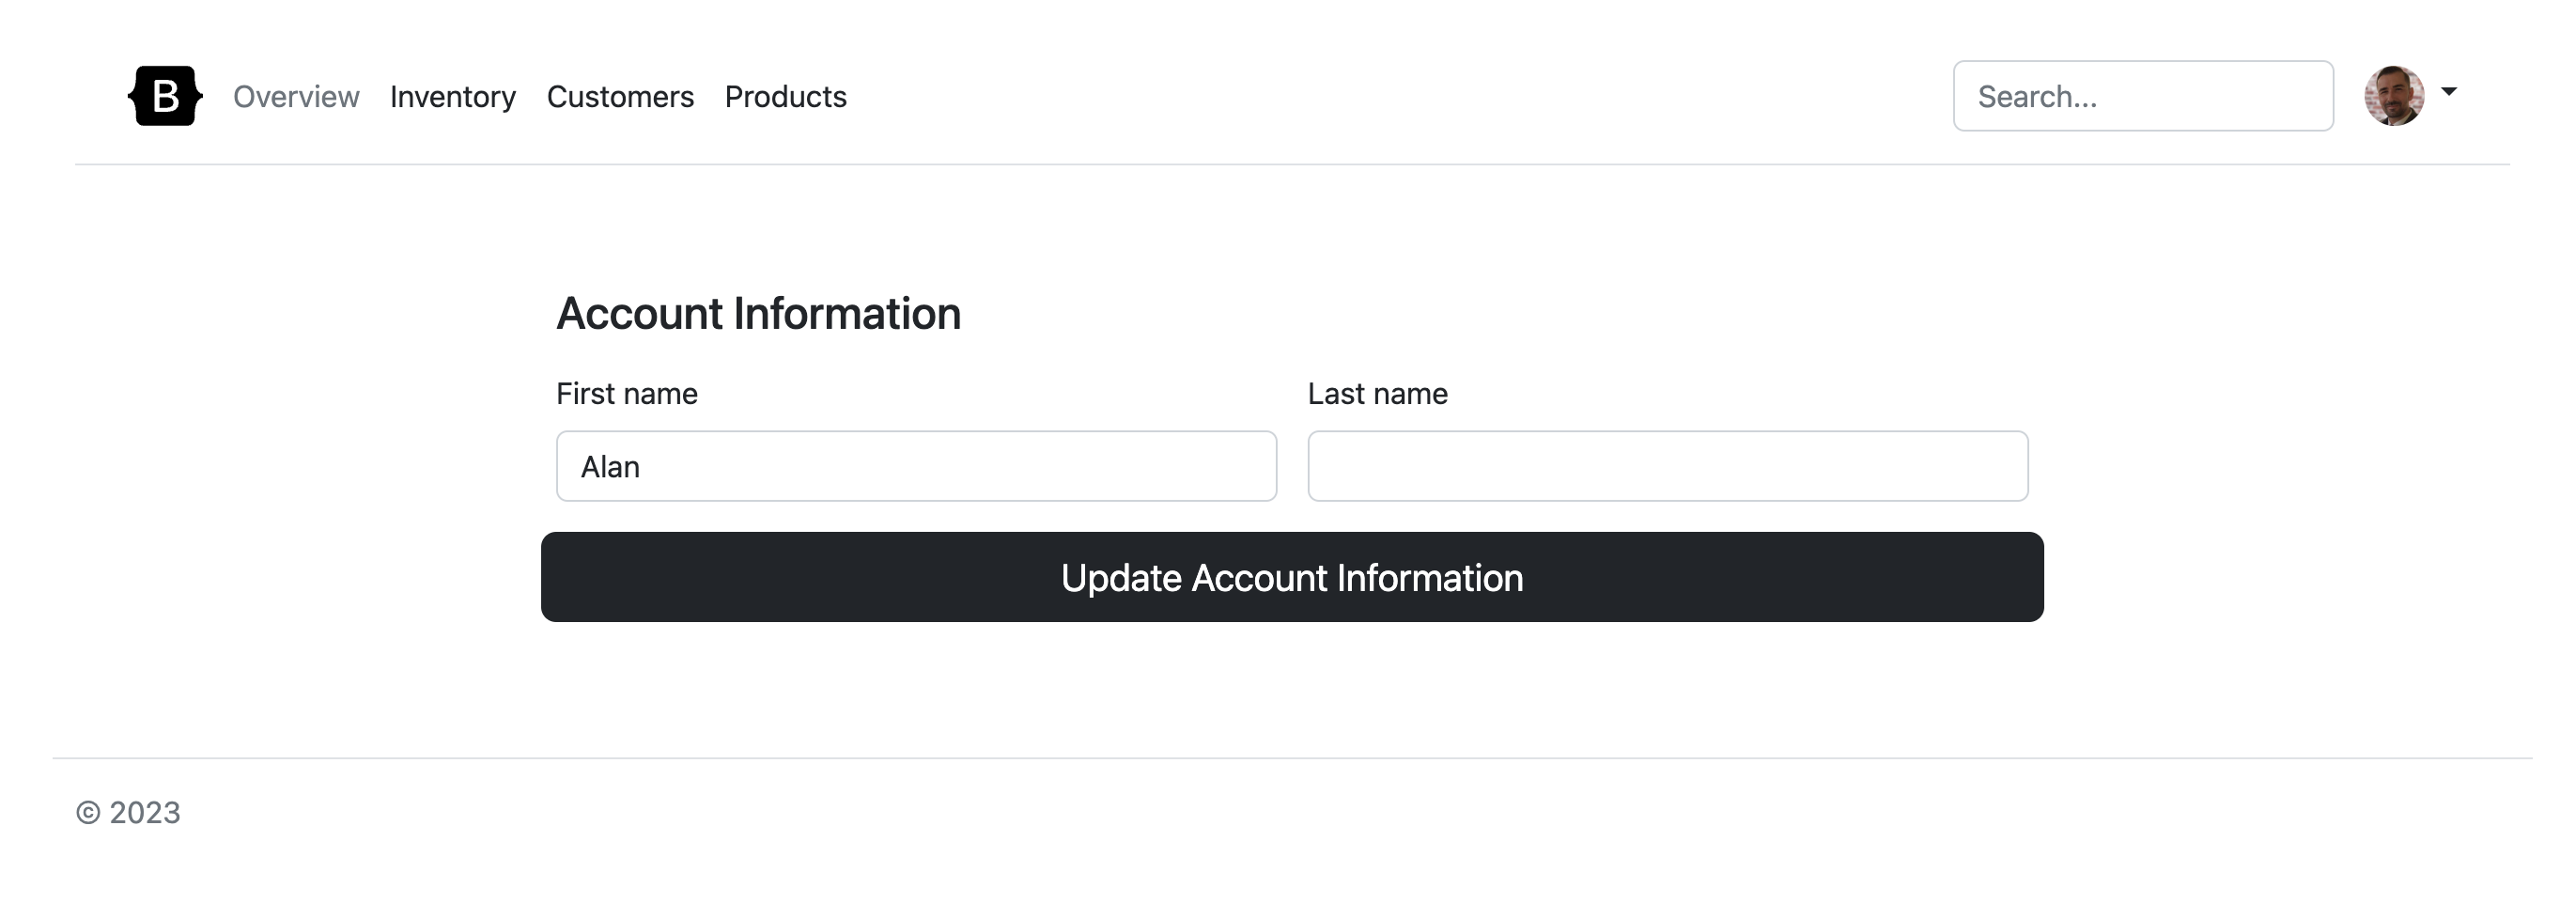 B Overview Inventory Customers Products Search...
Account Information
First name Last name
Alan
Update Account Information
© 2023